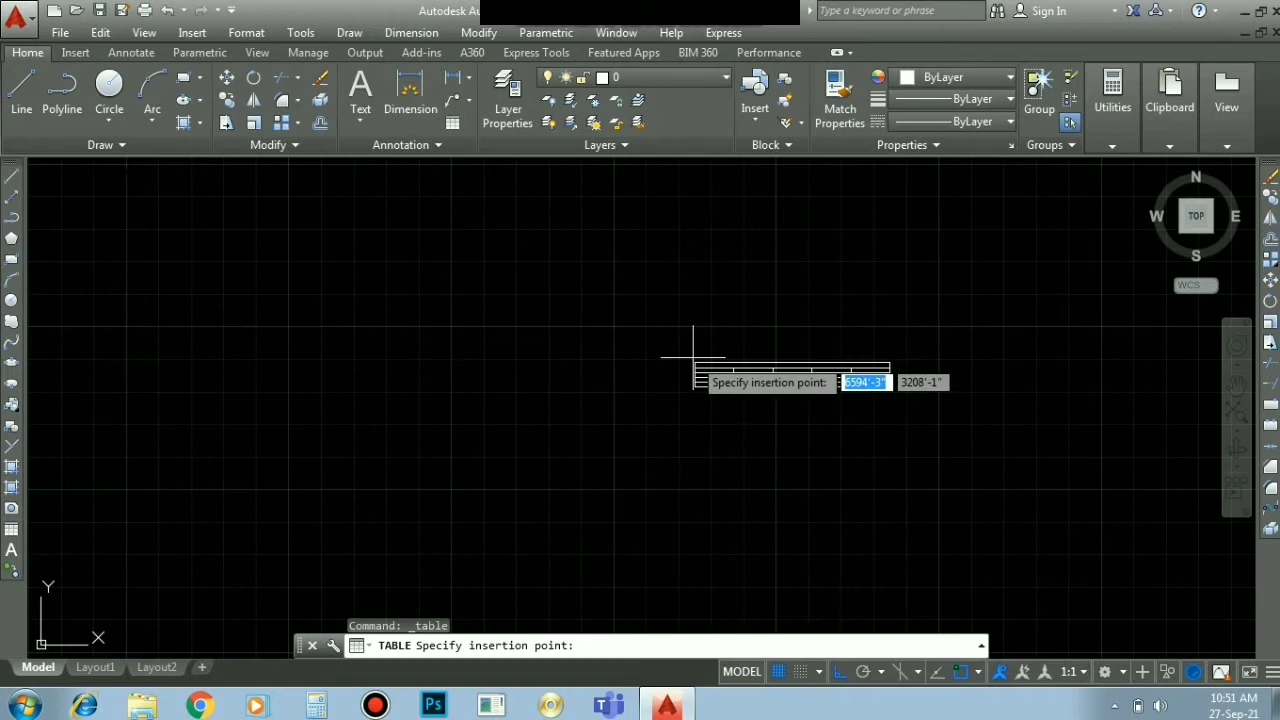 Autodesk Au
Type a keyword or phrase
Sign In
File Edit View Insert Format Tools Draw Dimension Modify Parametric Window Help Express
Home Insert Annotate Parametric View Manage Output Add-ins A360 Express Tools Featured Apps BIM 360 Performance
0
ByLayer
ByLayer
ByLayer
Line Polyline Circle Arc
Text Dimension
Layer Properties
Insert
Match Properties
Group
Utilities
Clipboard
View
Draw Modify Annotation Layers Block Properties Groups
N
W TOP E
S
WCS
Specify insertion point: 6594'-3" 3208'-1"
Y
X
Command: _table
TABLE Specify insertion point:
Model Layout1 Layout2 +
MODEL 1:1
Ps
10:51 AM
27-Sep-21